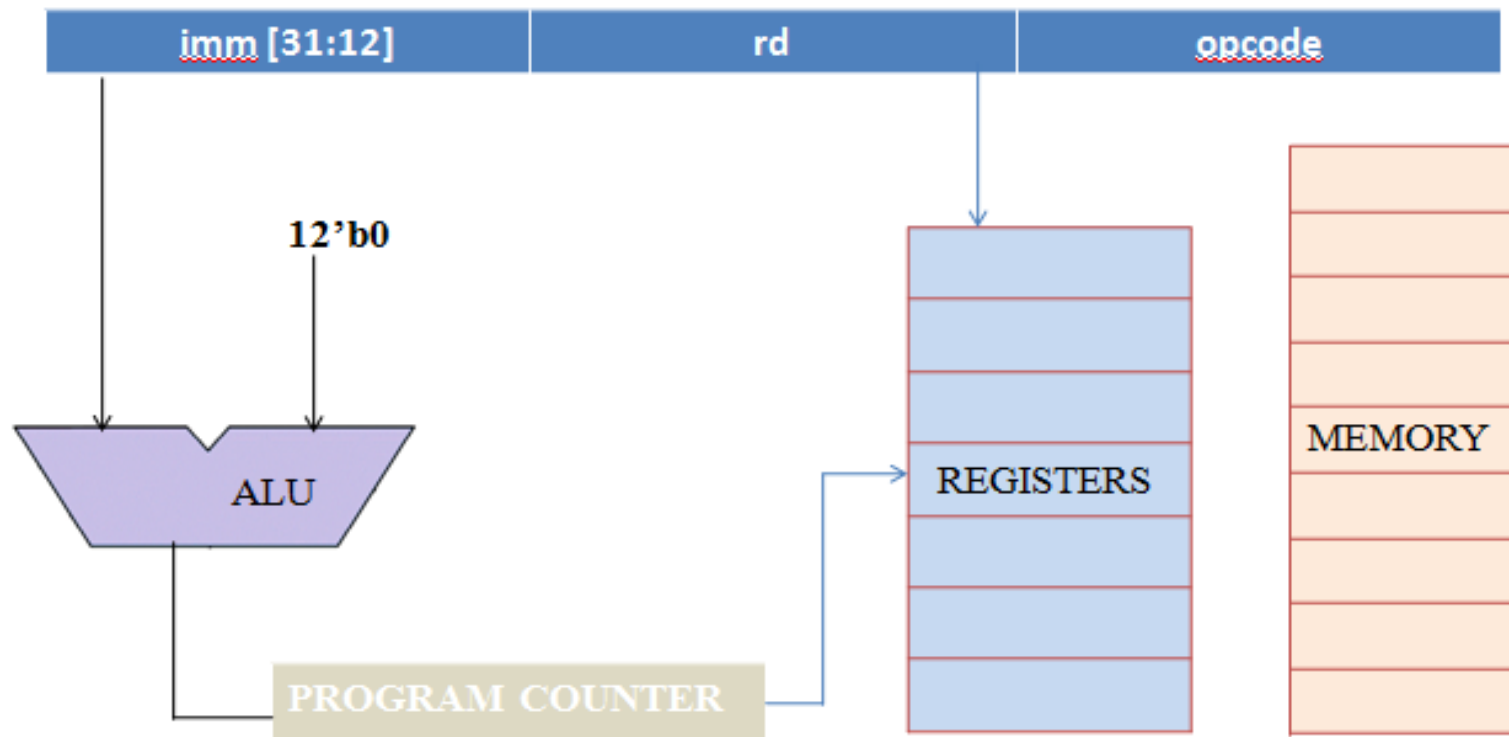 imm [31:12] rd opcode
12’b0
MEMORY
REGISTERS
ALU
PROGRAM COUNTER